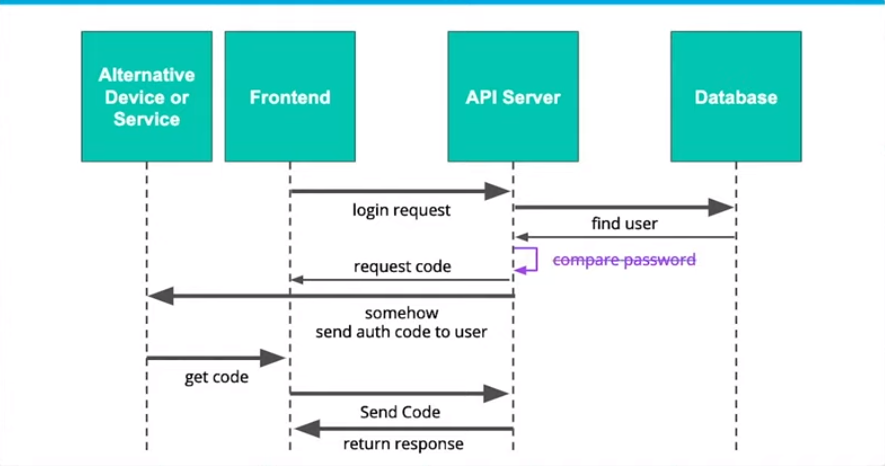 Alternative
Device or
Service
Frontend
API Server
Database
login request
find user
compare password
request code
somehow
send auth code to user
get code
Send Code
return response